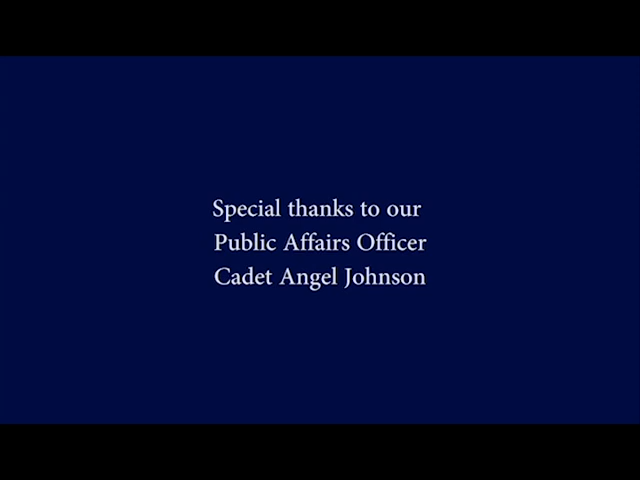 Special thanks to our
Public Affairs Officer
Cadet Angel Johnson